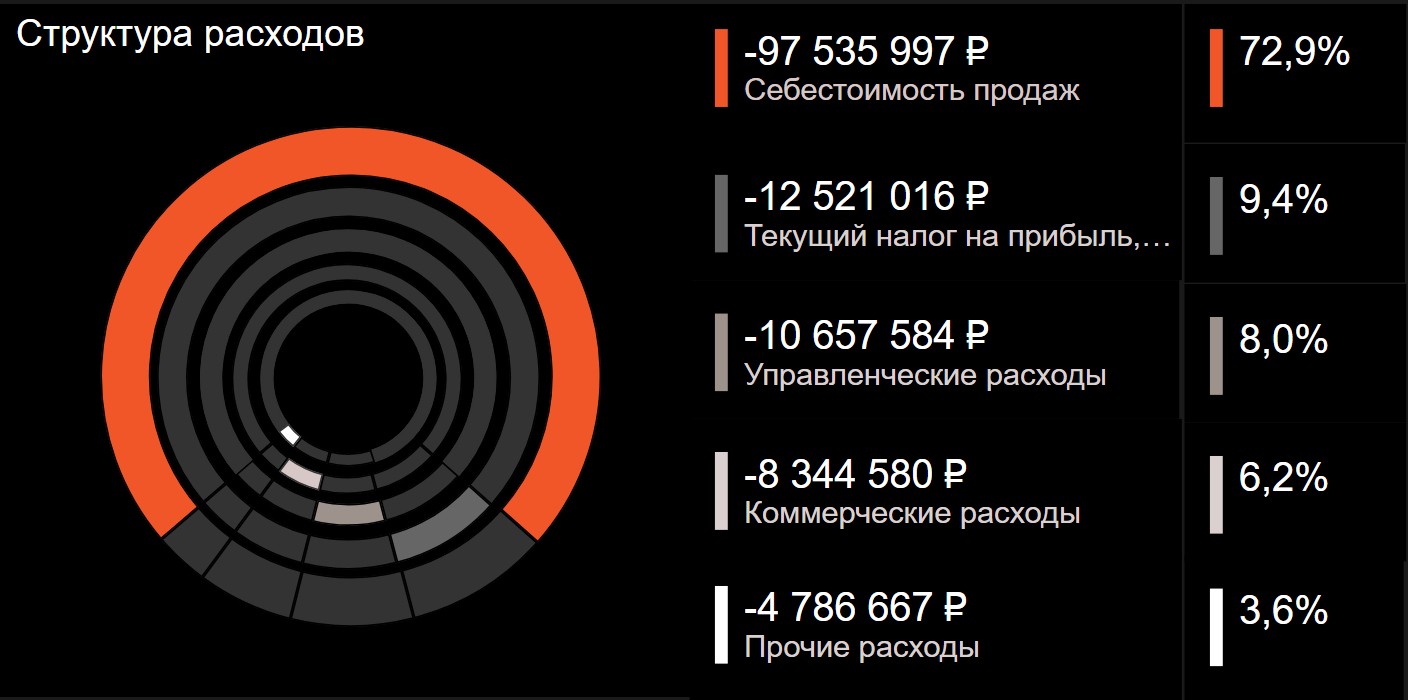 Структура расходов
-97 535 997 ₽
Себестоимость продаж
72,9%
-12 521 016 ₽
Текущий налог на прибыль,...
9,4%
-10 657 584 ₽
Управленческие расходы
8,0%
-8 344 580 ₽
Коммерческие расходы
6,2%
-4 786 667 ₽
Прочие расходы
3,6%